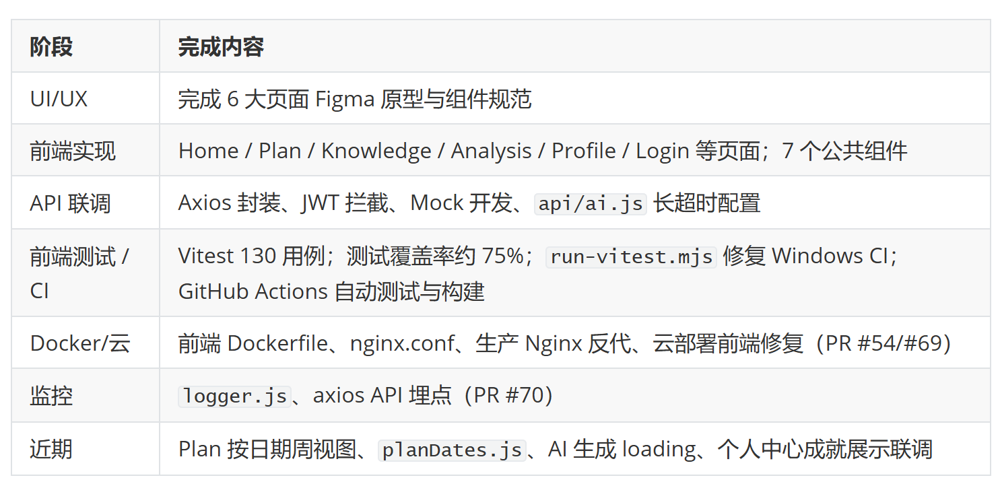 阶段 完成内容
UI/UX 完成 6 大页面 Figma 原型与组件规范
前端实现 Home / Plan / Knowledge / Analysis / Profile / Login 等页面；7 个公共组件
API 联调 Axios 封装、JWT 拦截、Mock 开发、api/ai.js 长超时配置
前端测试 / Vitest 130 用例；测试覆盖率约 75%；run-vitest.mjs 修复 Windows CI；
CI GitHub Actions 自动测试与构建
Docker/云 前端 Dockerfile、nginx.conf、生产 Nginx 反代、云部署前端修复（PR #54/#69）
监控 logger.js、axios API 埋点（PR #70）
近期 Plan 按日期周视图、planDates.js、AI 生成 loading、个人中心成就展示联调